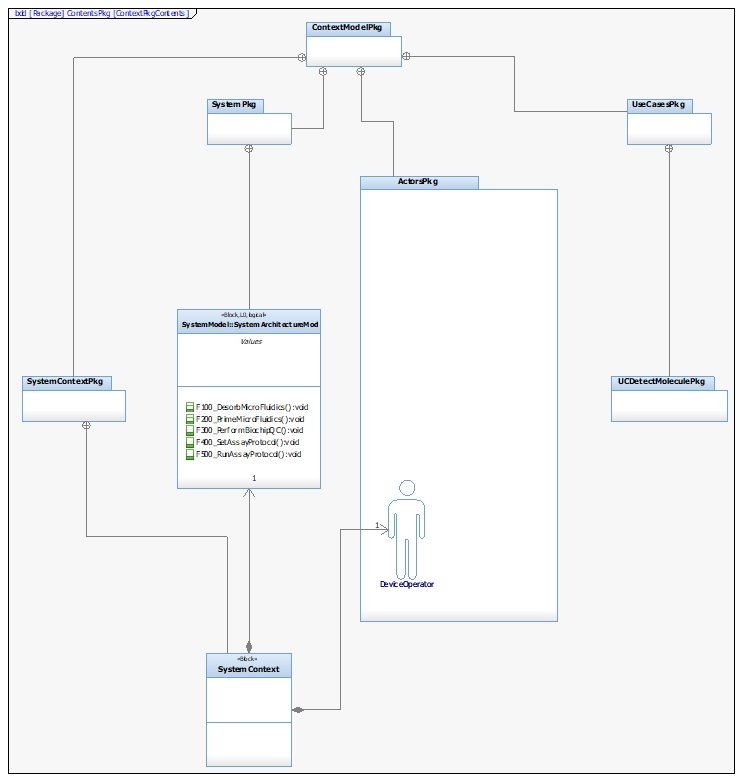 bdd [Package] ContentsPkg [ContextPkgContents]
ContextModelPkg
SystemPkg
UseCasesPkg
ActorsPkg
«Block,L0,logical»
SystemModel::SystemArchitectureMod
Values
SystemContextPkg
UCDetectMoleculePkg
F100_DesorbMicroFluidics():void
F200_PrimeMicroFluidics():void
F300_PerformBiochipQC():void
F400_SetAssayProtocol():void
F500_RunAssayProtocol():void
1
1
DeviceOperator
«Block»
SystemContext